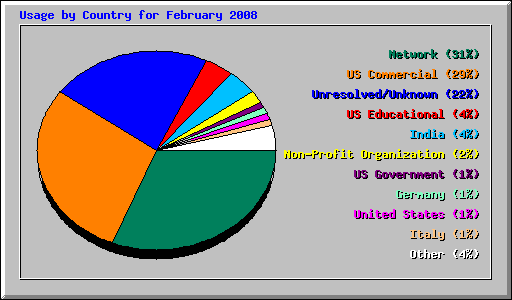 Usage by Country for February 2008
Network (31%)
US Commercial (29%)
Unresolved/Unknown (22%)
US Educational (4%)
India (4%)
Non-Profit Organization (2%)
US Government (1%)
Germany (1%)
United States (1%)
Italy (1%)
Other (4%)